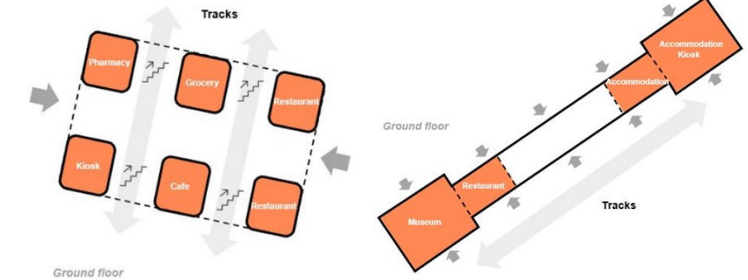 Tracks
Pharmacy
Grocery
Restaurant
Kiosk
Cafe
Restaurant
Ground floor
Accommodation
Kiosk
Accommodation
Ground floor
Restaurant
Museum
Tracks